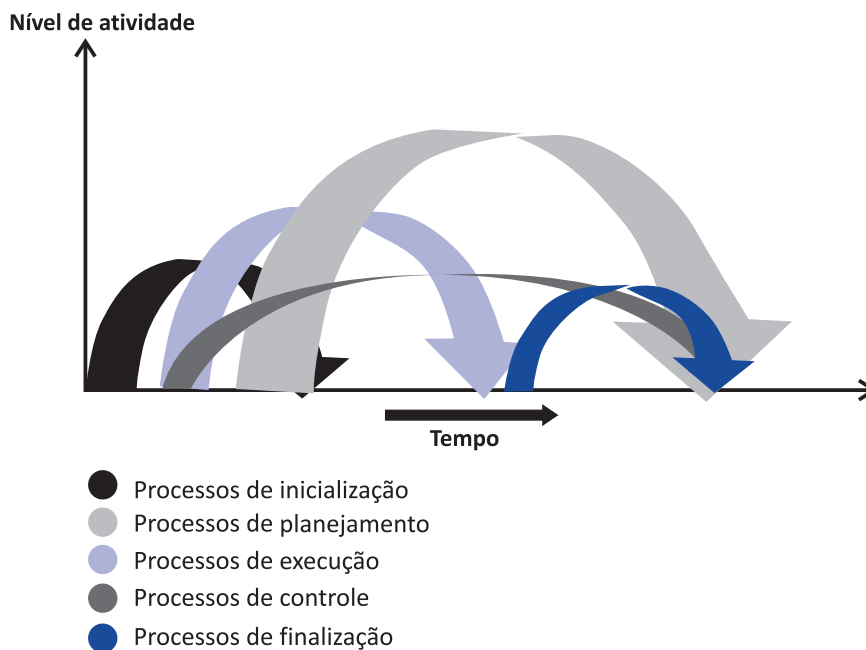 Nível de atividade
Tempo
Processos de inicialização
Processos de planejamento
Processos de execução
Processos de controle
Processos de finalização